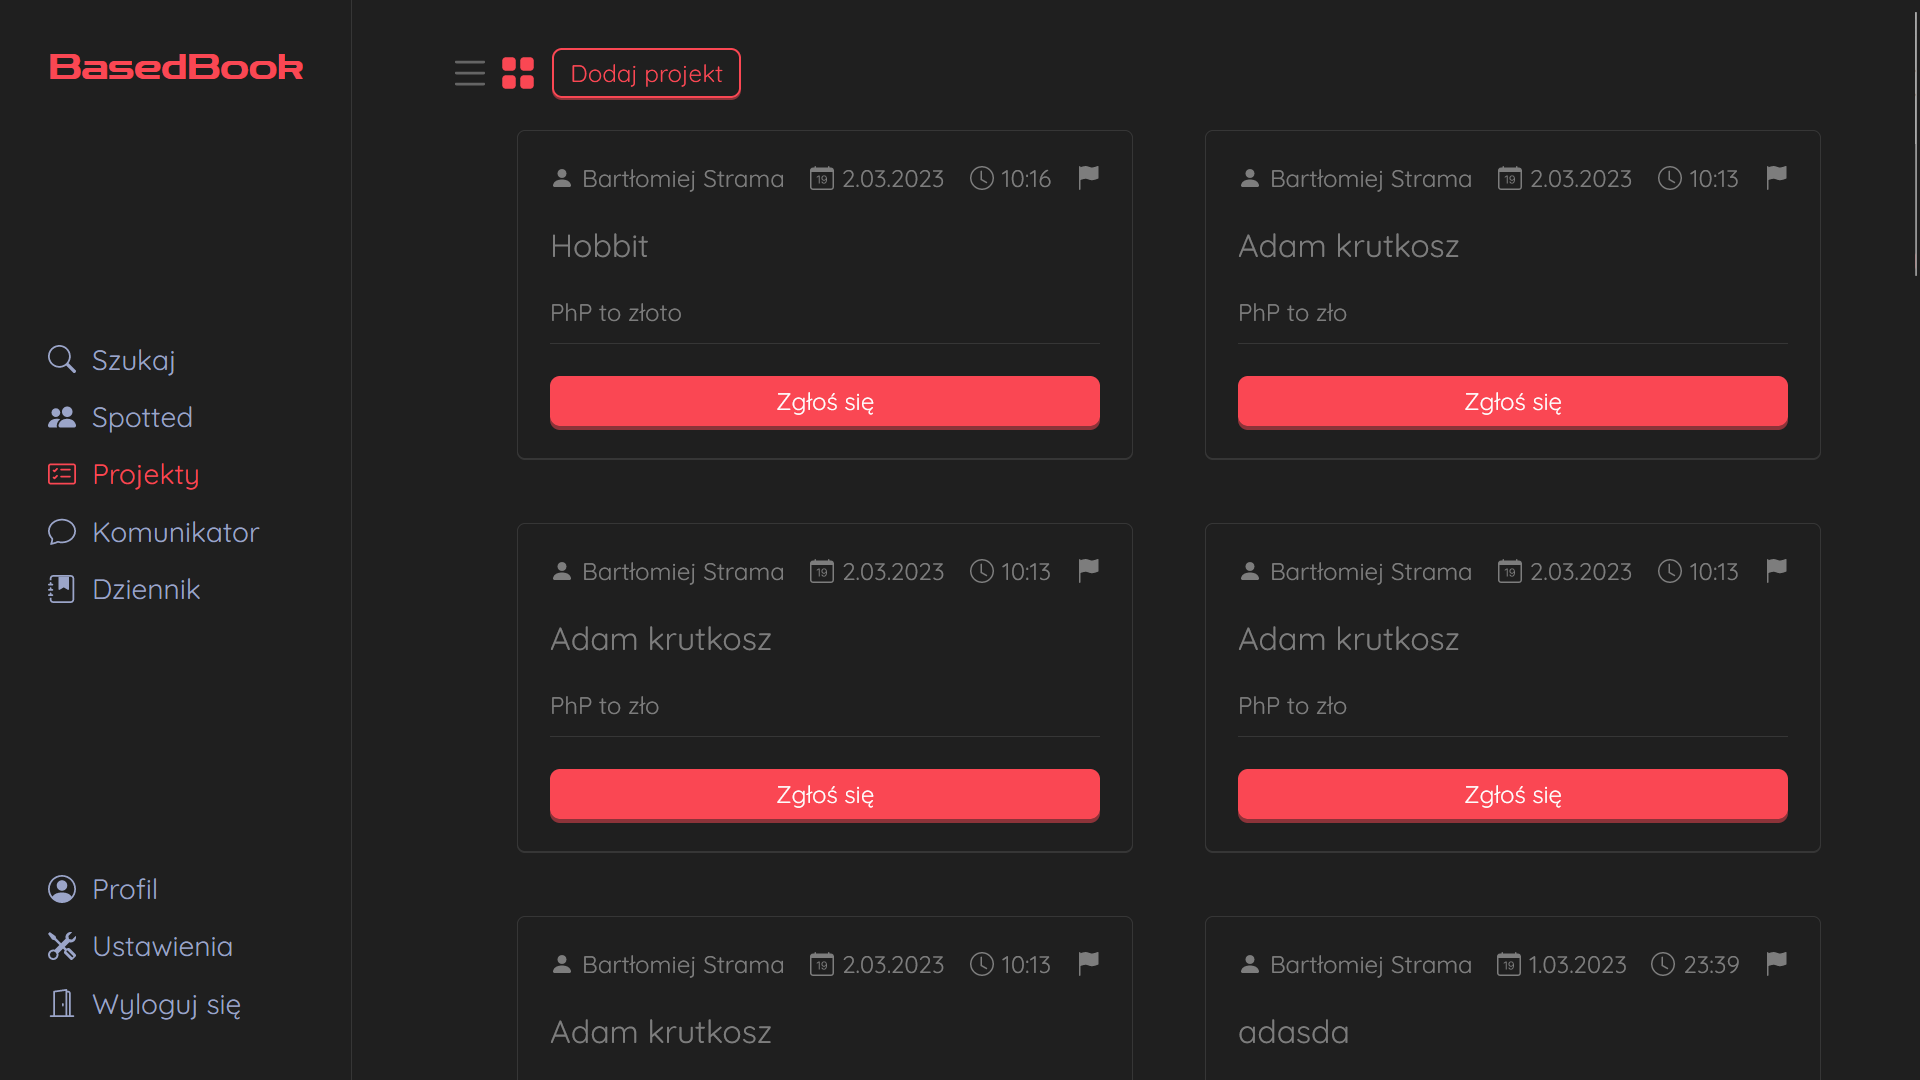 BasedBook
Szukaj
Spotted
Projekty
Komunikator
Dziennik
Profil
Ustawienia
Wyloguj się
Dodaj projekt
Bartłomiej Strama 19 2.03.2023 10:16
Hobbit
PhP to złoto
Zgłoś się
Bartłomiej Strama 19 2.03.2023 10:13
Adam krutkosz
PhP to zło
Zgłoś się
Bartłomiej Strama 19 2.03.2023 10:13
Adam krutkosz
PhP to zło
Zgłoś się
Bartłomiej Strama 19 2.03.2023 10:13
Adam krutkosz
PhP to zło
Zgłoś się
Bartłomiej Strama 19 2.03.2023 10:13
Adam krutkosz
Bartłomiej Strama 19 1.03.2023 23:39
adasda